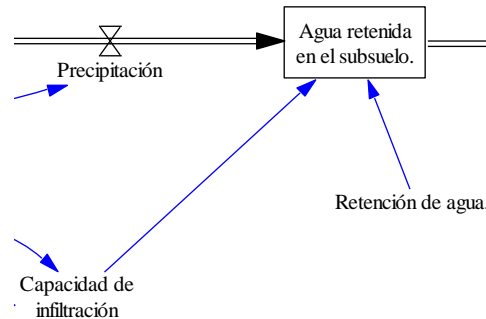 Agua retenida
en el subsuelo.
Precipitación
Retención de agua.
Capacidad de
infiltración